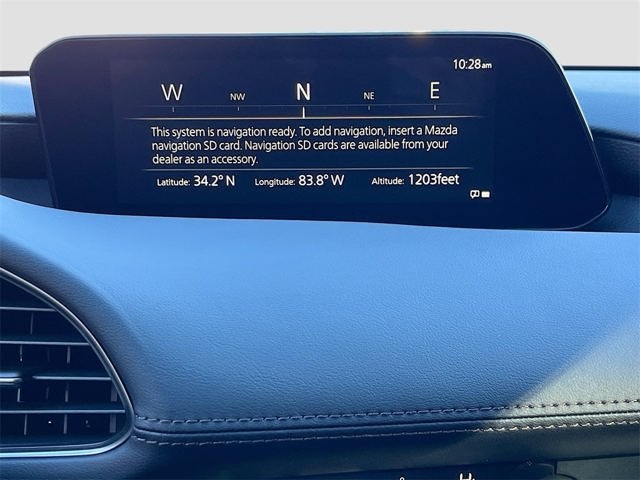 10:28am
W NW N NE E
This system is navigation ready. To add navigation, insert a Mazda
navigation SD card. Navigation SD cards are available from your
dealer as an accessory.
Latitude: 34.2° N Longitude: 83.8° W Altitude: 1203feet